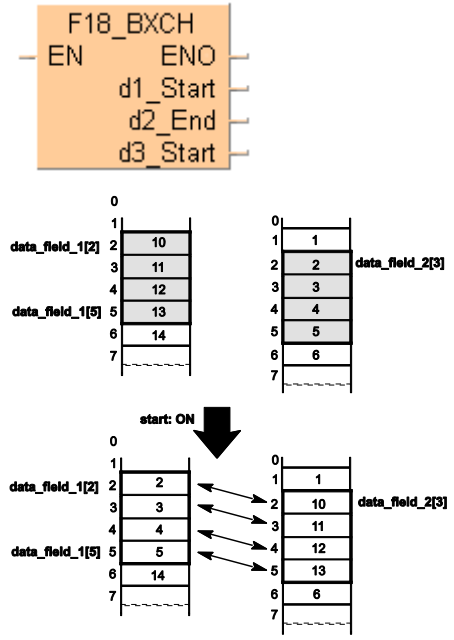 F18_BXCH
EN ENO
d1_Start
d2_End
d3_Start
0 0
1 1 1
data_field_1[2] 2 10 2 2 data_field_2[3]
3 11 3 3
4 12 4 4
data_field_1[5] 5 13 5 5
6 14 6 6
7 7
start: ON
0 0
1 1 1
data_field_1[2] 2 2 2 10 data_field_2[3]
3 3 3 11
4 4 4 12
data_field_1[5] 5 5 5 13
6 14 6 6
7 7